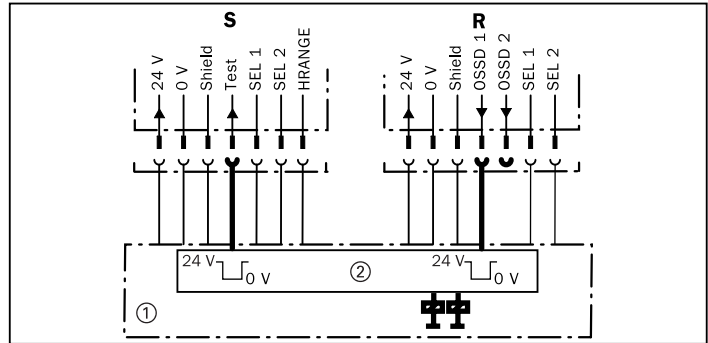 S
R
24 V
0 V
Shield
Test
SEL 1
SEL 2
HRANGE
24 V
0 V
Shield
OSSD 1
OSSD 2
SEL 1
SEL 2
24 V
0 V
②
24 V
0 V
①